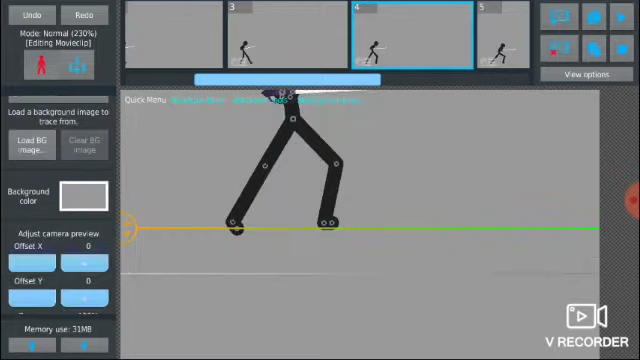 Undo
Redo
Mode: Normal (230%)
[Editing Movieclip]
3
4
5
View options
Quick Menu
Load a background image to
trace from.
Load BG
image...
Clear BG
image
Background
color
Adjust camera preview
Offset X
0
Offset Y
0
Memory use: 31MB
V RECORDER